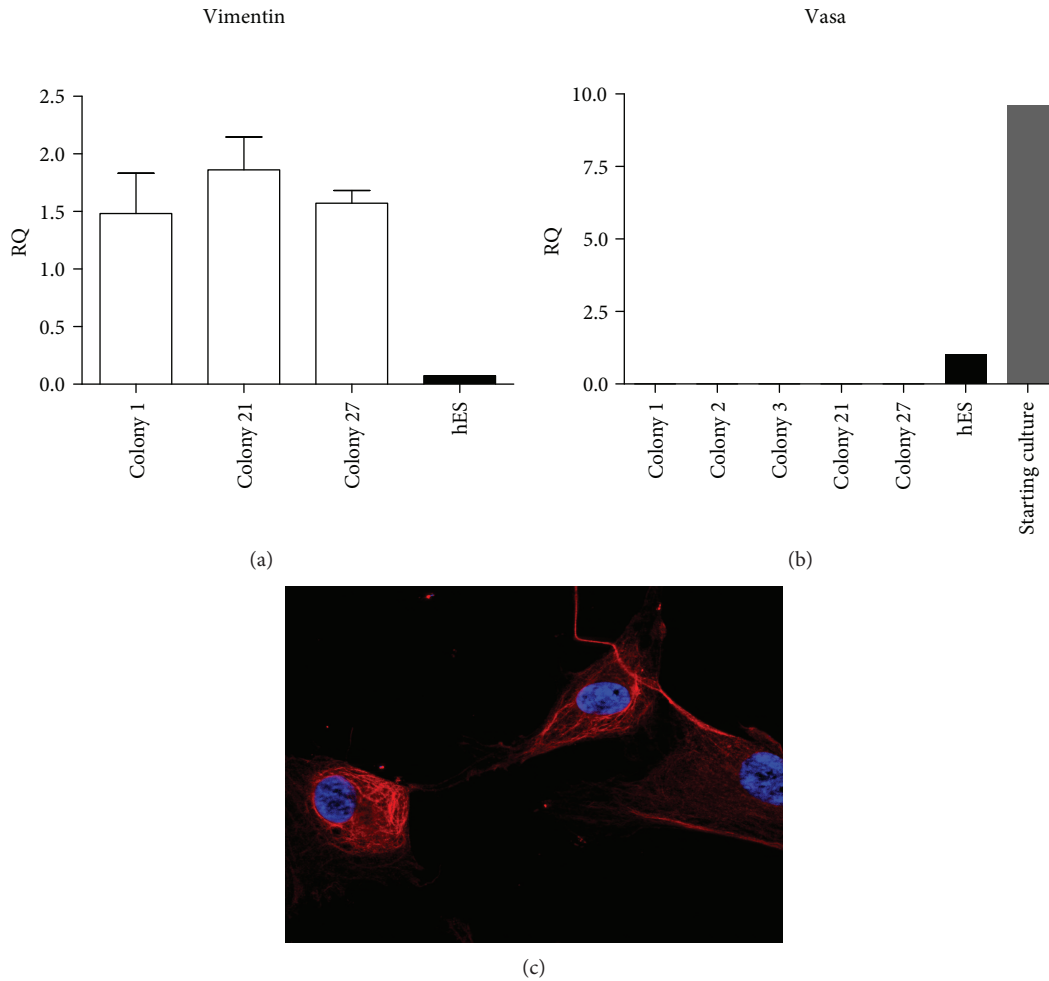 Vimentin
2.5
2.0
1.5
1.0
0.5
0.0
RQ
Colony 1
Colony 21
Colony 27
hES
(a)
Vasa
10.0
7.5
5.0
2.5
0.0
RQ
Colony 1
Colony 2
Colony 3
Colony 21
Colony 27
hES
Starting culture
(b)
(c)